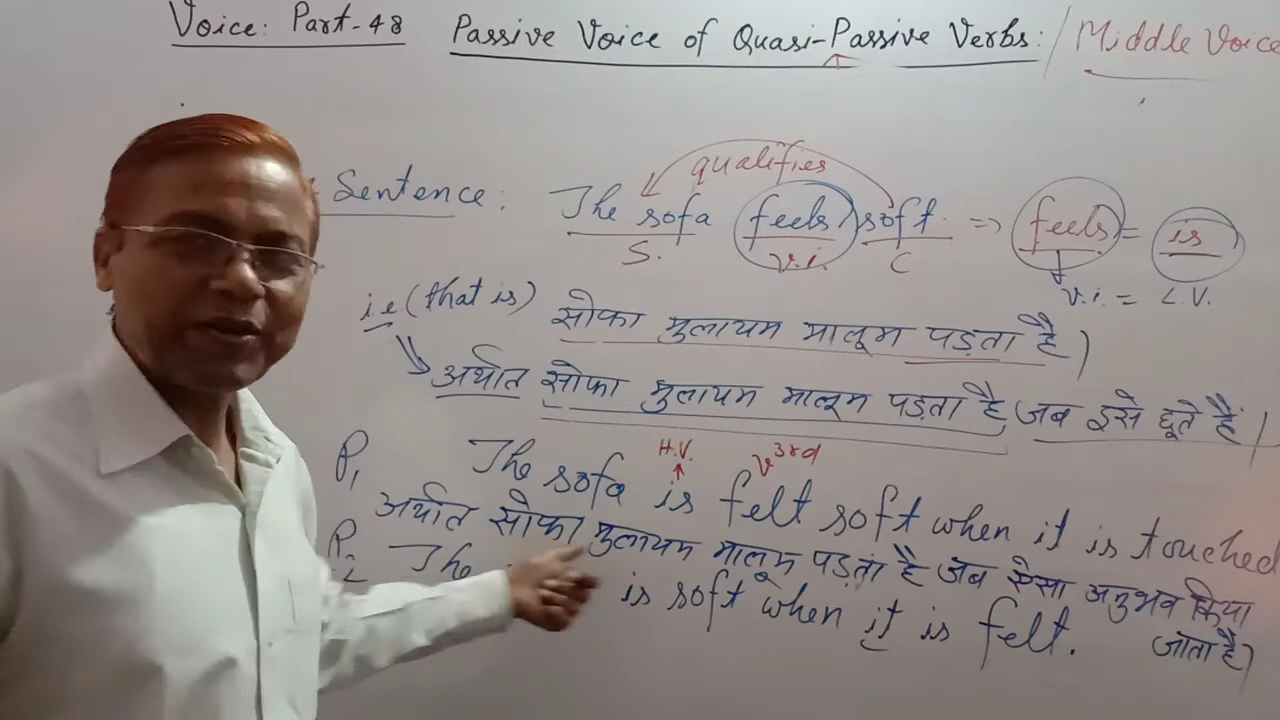 Voice: Part-48 Passive Voice of Quasi-Passive Verbs: / Middle Voice
qualifies
Sentence: The sofa feels soft. => feels = is
S. v.i. C v.i. = L.V.
i.e (that is) सोफा मुलायम मालूम पड़ता है।
अर्थात सोफा मुलायम मालूम पड़ता है जब इसे छूते हैं।
H.V. v3rd
P1 The sofa is felt soft when it is touched
अर्थात सोफा मुलायम मालूम पड़ता है जब ऐसा अनुभव किया
जाता है।
P2 The is soft when it is felt.